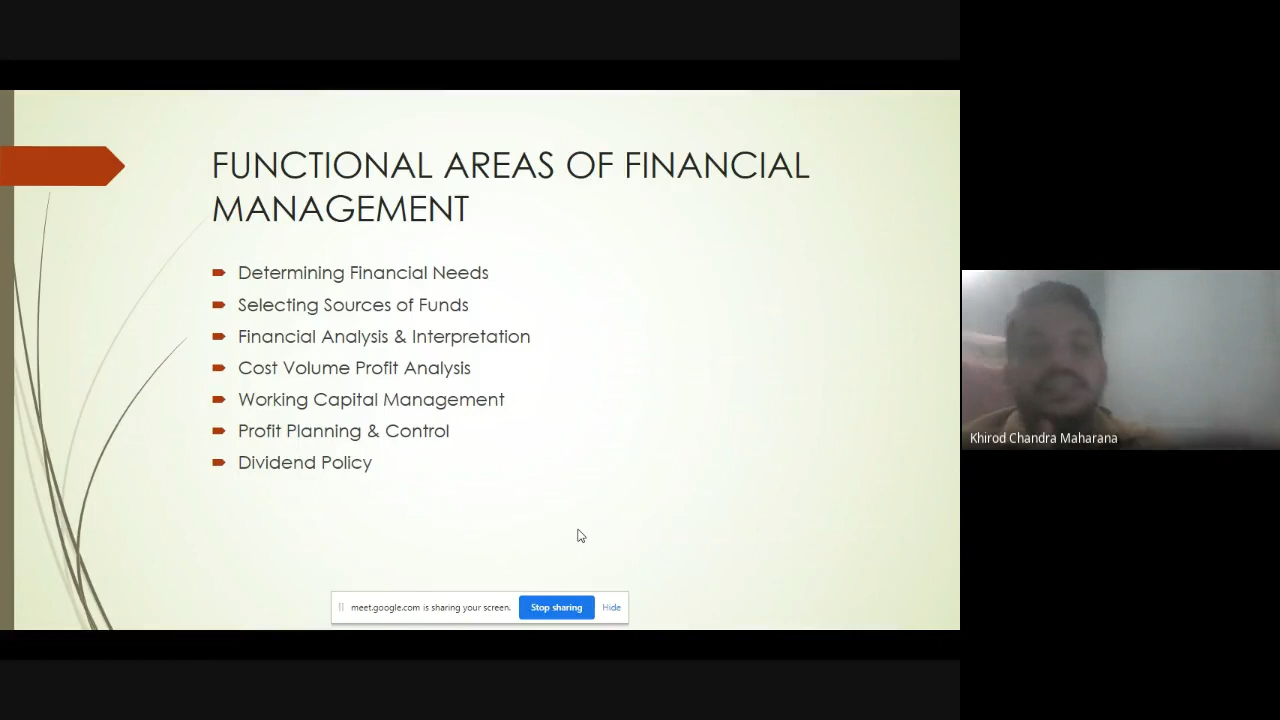 FUNCTIONAL AREAS OF FINANCIAL
MANAGEMENT
Determining Financial Needs
Selecting Sources of Funds
Financial Analysis & Interpretation
Cost Volume Profit Analysis
Working Capital Management
Profit Planning & Control
Dividend Policy
meet.google.com is sharing your screen. Stop sharing Hide
Khirod Chandra Maharana